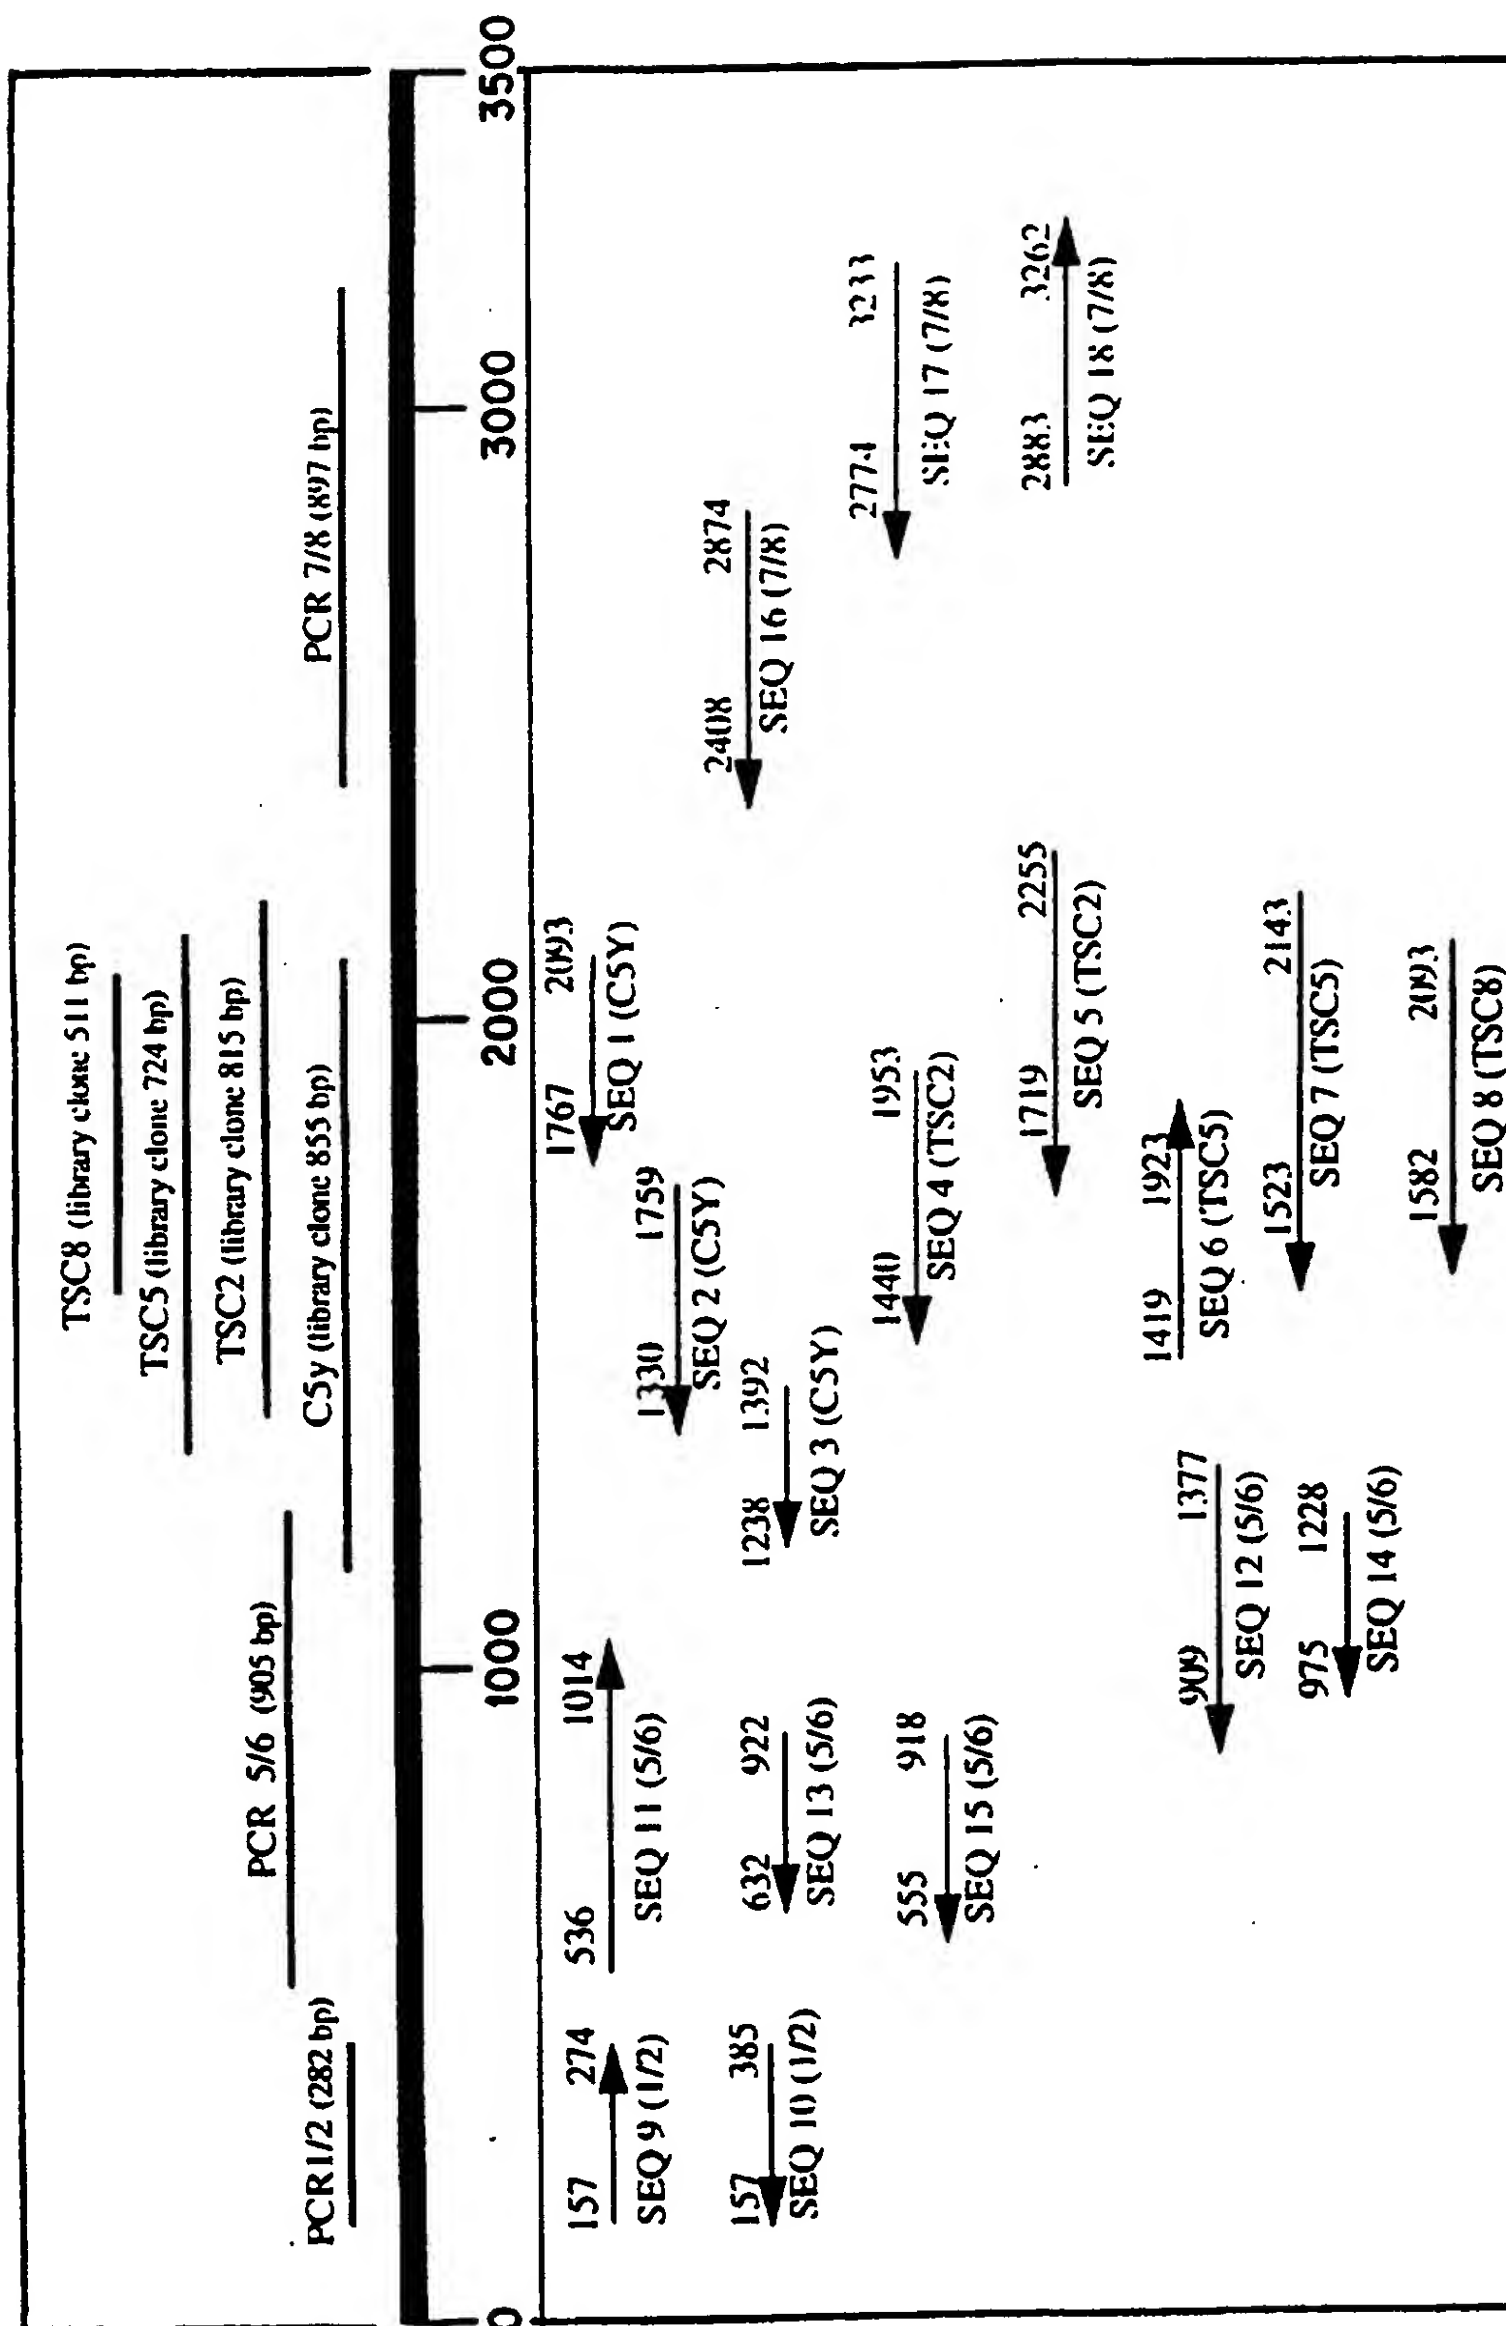 TSC8 (library clone 511 bp)
TSC5 (library clone 724 bp)
TSC2 (library clone 815 bp)
PCR 5/6 (905 bp)
PCR1/2 (282 bp)
C5y (library clone 855 bp)
PCR 7/8 (897 bp)
0
1000
2000
3000
3500
157 274
SEQ 9 (1/2)
536 1014
SEQ 11 (5/6)
1767 2093
SEQ 1 (C5Y)
1330 1759
SEQ 2 (C5Y)
157 385
SEQ 10 (1/2)
632 922
SEQ 13 (5/6)
1238 1392
SEQ 3 (C5Y)
2408 2874
SEQ 16 (7/8)
555 918
SEQ 15 (5/6)
1440 1953
SEQ 4 (TSC2)
2774 3233
SEQ 17 (7/8)
1719 2255
SEQ 5 (TSC2)
2883 3262
SEQ 18 (7/8)
1419 1923
SEQ 6 (TSC5)
909 1377
SEQ 12 (5/6)
1523 2143
SEQ 7 (TSC5)
975 1228
SEQ 14 (5/6)
1582 2093
SEQ 8 (TSC8)